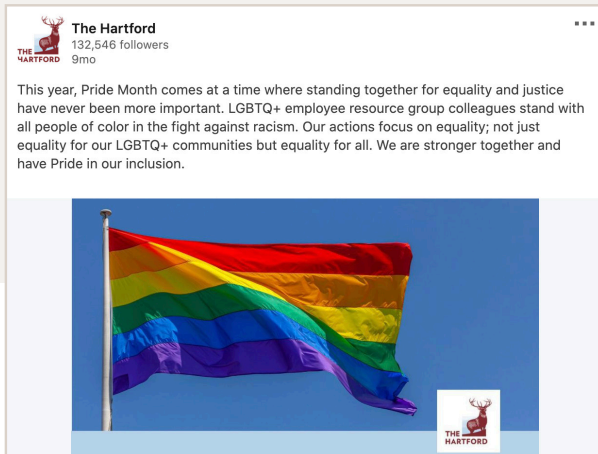 The Hartford
THE
HARTFORD
132,546 followers
9mo
This year, Pride Month comes at a time where standing together for equality and justice
have never been more important. LGBTQ+ employee resource group colleagues stand with
all people of color in the fight against racism. Our actions focus on equality; not just
equality for our LGBTQ+ communities but equality for all. We are stronger together and
have Pride in our inclusion.
THE
HARTFORD